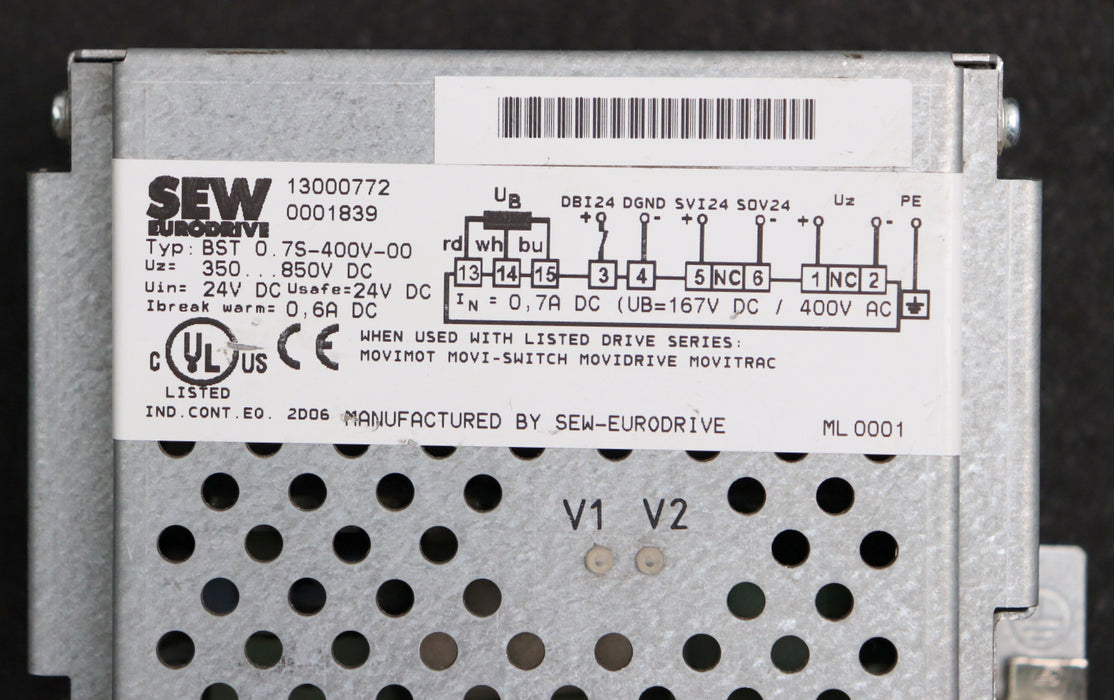 SEW
EURODRIVE
13000772
0001839
Typ: BST 0.7S-400V-00
Uz= 350...850V DC
Uin= 24V DC Usafe=24V DC
Ibreak warm= 0,6A DC
UB
DBI24 DGND SVI24 SOV24 Uz PE
+ - + - + -
rd wh bu
13 14 15 3 4 5 NC 6 1 NC 2
IN = 0,7A DC (UB=167V DC / 400V AC
C UL US
LISTED
CE
WHEN USED WITH LISTED DRIVE SERIES:
MOVIMOT MOVI-SWITCH MOVIDRIVE MOVITRAC
IND.CONT.EQ. 2D06 MANUFACTURED BY SEW-EURODRIVE
ML 0001
V1 V2